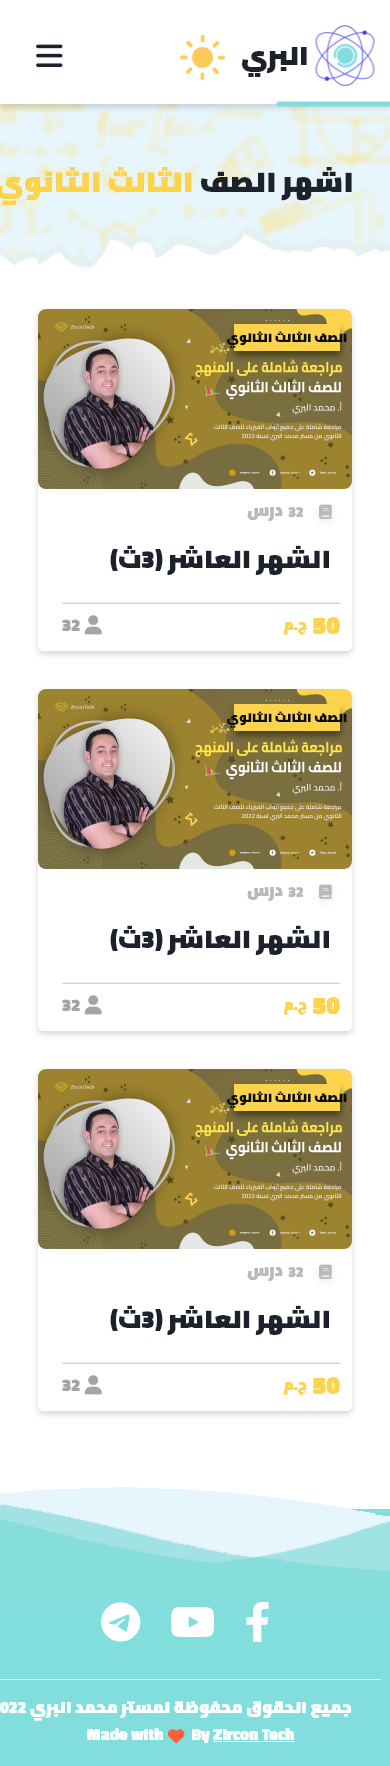 البري
اشهر الصف الثالث الثانوي
ZirconTech
الصف الثالث الثانوي
مراجعة شاملة على المنهج
للصف الثالث الثانوي
أ. محمد البري
مراجعة شاملة على جميع ابواب الفيزياء للصف الثالث
الثانوي من مستر محمد البري لسنة 2022
32 درس
الشهر العاشر (3ث)
50 ج.م
32
ZirconTech
الصف الثالث الثانوي
مراجعة شاملة على المنهج
للصف الثالث الثانوي
أ. محمد البري
مراجعة شاملة على جميع ابواب الفيزياء للصف الثالث
الثانوي من مستر محمد البري لسنة 2022
32 درس
الشهر العاشر (3ث)
50 ج.م
32
ZirconTech
الصف الثالث الثانوي
مراجعة شاملة على المنهج
للصف الثالث الثانوي
أ. محمد البري
مراجعة شاملة على جميع ابواب الفيزياء للصف الثالث
الثانوي من مستر محمد البري لسنة 2022
32 درس
الشهر العاشر (3ث)
50 ج.م
32
جميع الحقوق محفوظة لمستر محمد البري 022
Made with By Zircon Tech